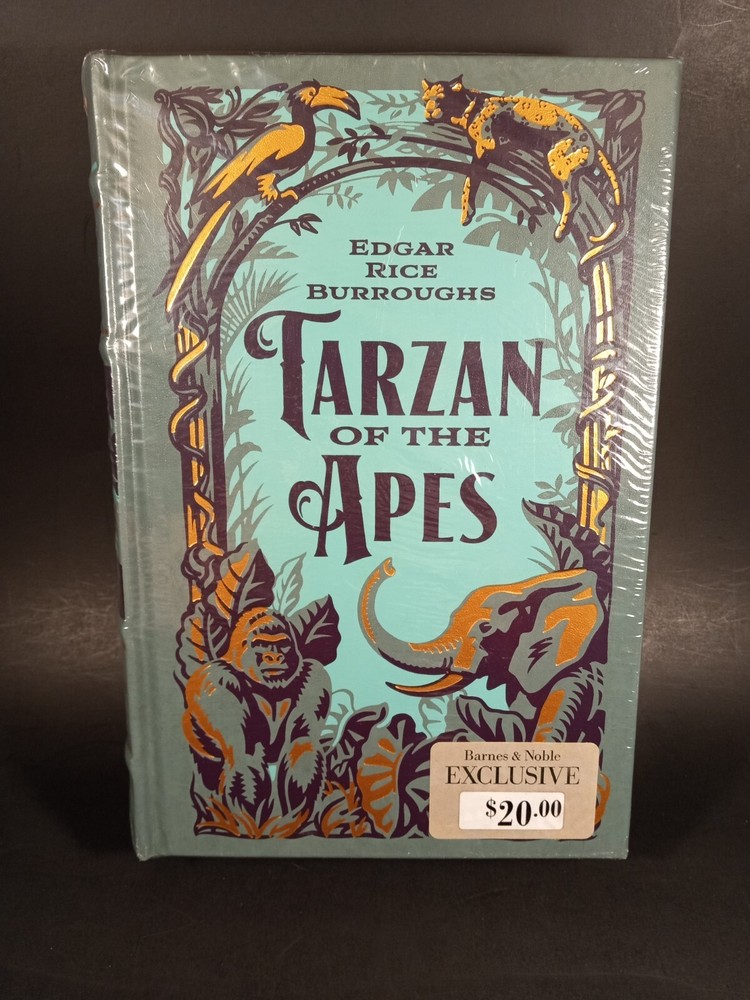 EDGAR
RICE
BURROUGHS
TARZAN
OF THE
APES
Barnes & Noble
EXCLUSIVE
$20.00